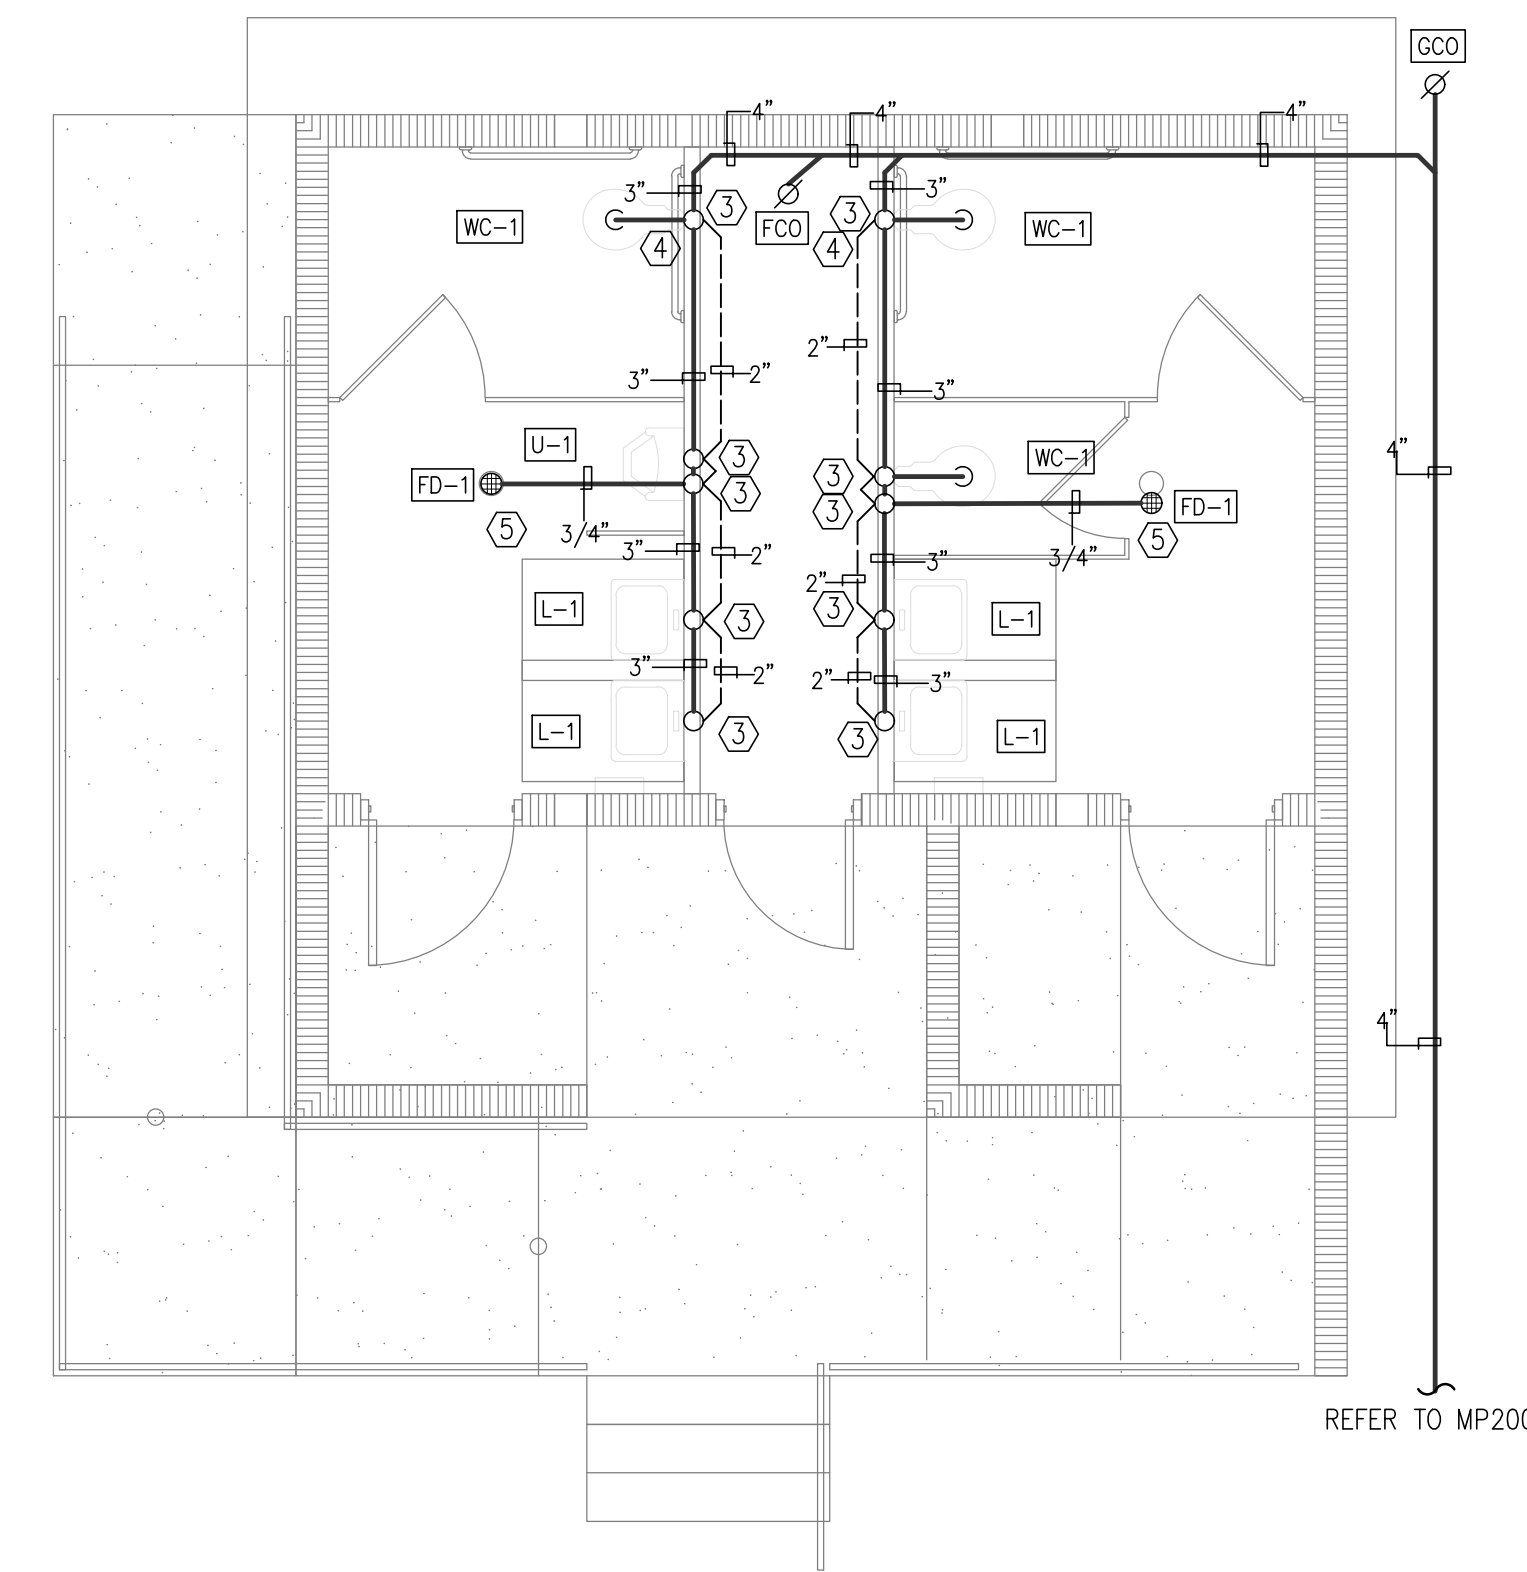 GCO
4" 4" 4"
3" 3 3 3"
WC-1 FCO WC-1
4 4
2"
3" 2" 3"
U-1 3 WC-1 4"
FD-1 3 3 FD-1
3
5 3/4" 3" 2" 3" 3/4" 5
2"
L-1 3 3 L-1
3" 2" 2" 3"
L-1 3 3 L-1
4"
REFER TO MP200